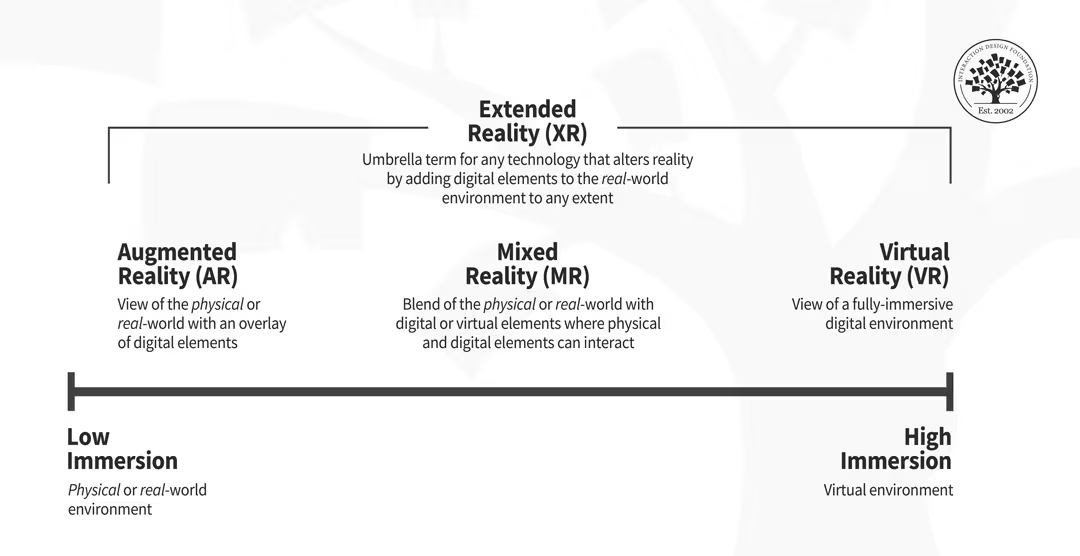 INTERACTION DESIGN FOUNDATION
Est. 2002
Extended
Reality (XR)
Umbrella term for any technology that alters reality
by adding digital elements to the real-world
environment to any extent
Augmented
Reality (AR)
View of the physical or
real-world with an overlay
of digital elements
Mixed
Reality (MR)
Blend of the physical or real-world with
digital or virtual elements where physical
and digital elements can interact
Virtual
Reality (VR)
View of a fully-immersive
digital environment
Low
Immersion
Physical or real-world
environment
High
Immersion
Virtual environment